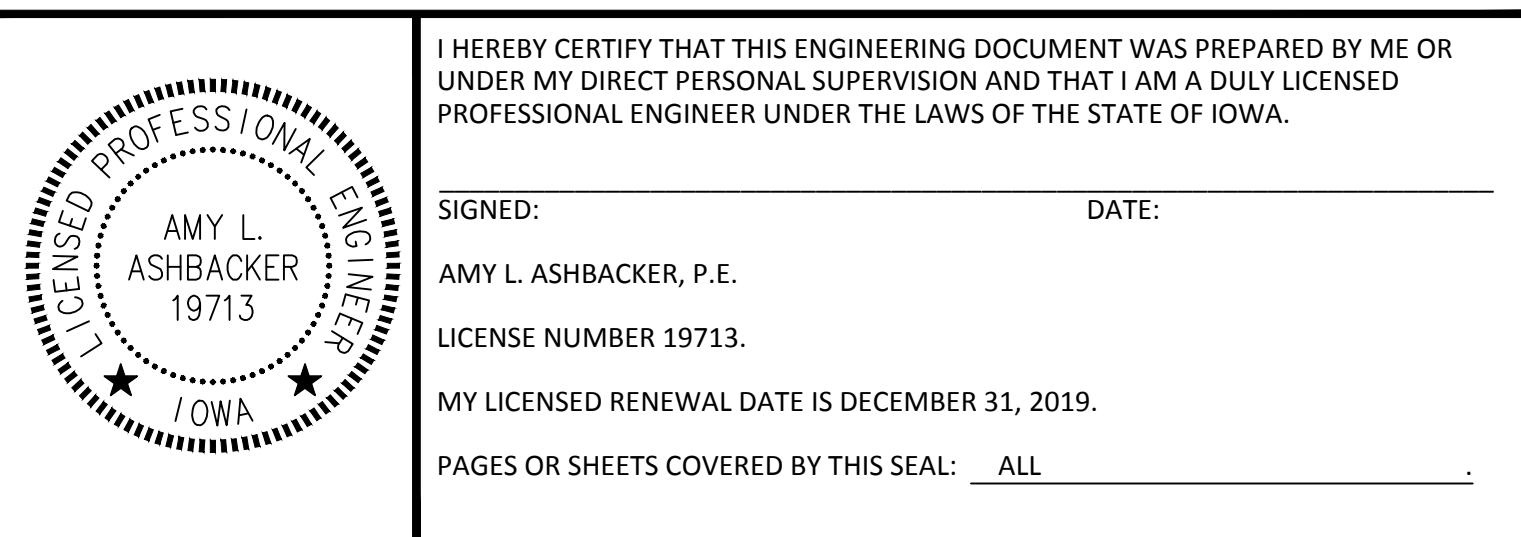 LICENSED PROFESSIONAL ENGINEER
AMY L.
ASHBACKER
19713
IOWA
I HEREBY CERTIFY THAT THIS ENGINEERING DOCUMENT WAS PREPARED BY ME OR
UNDER MY DIRECT PERSONAL SUPERVISION AND THAT I AM A DULY LICENSED
PROFESSIONAL ENGINEER UNDER THE LAWS OF THE STATE OF IOWA.
SIGNED: DATE:
AMY L. ASHBACKER, P.E.
LICENSE NUMBER 19713.
MY LICENSED RENEWAL DATE IS DECEMBER 31, 2019.
PAGES OR SHEETS COVERED BY THIS SEAL: ALL .